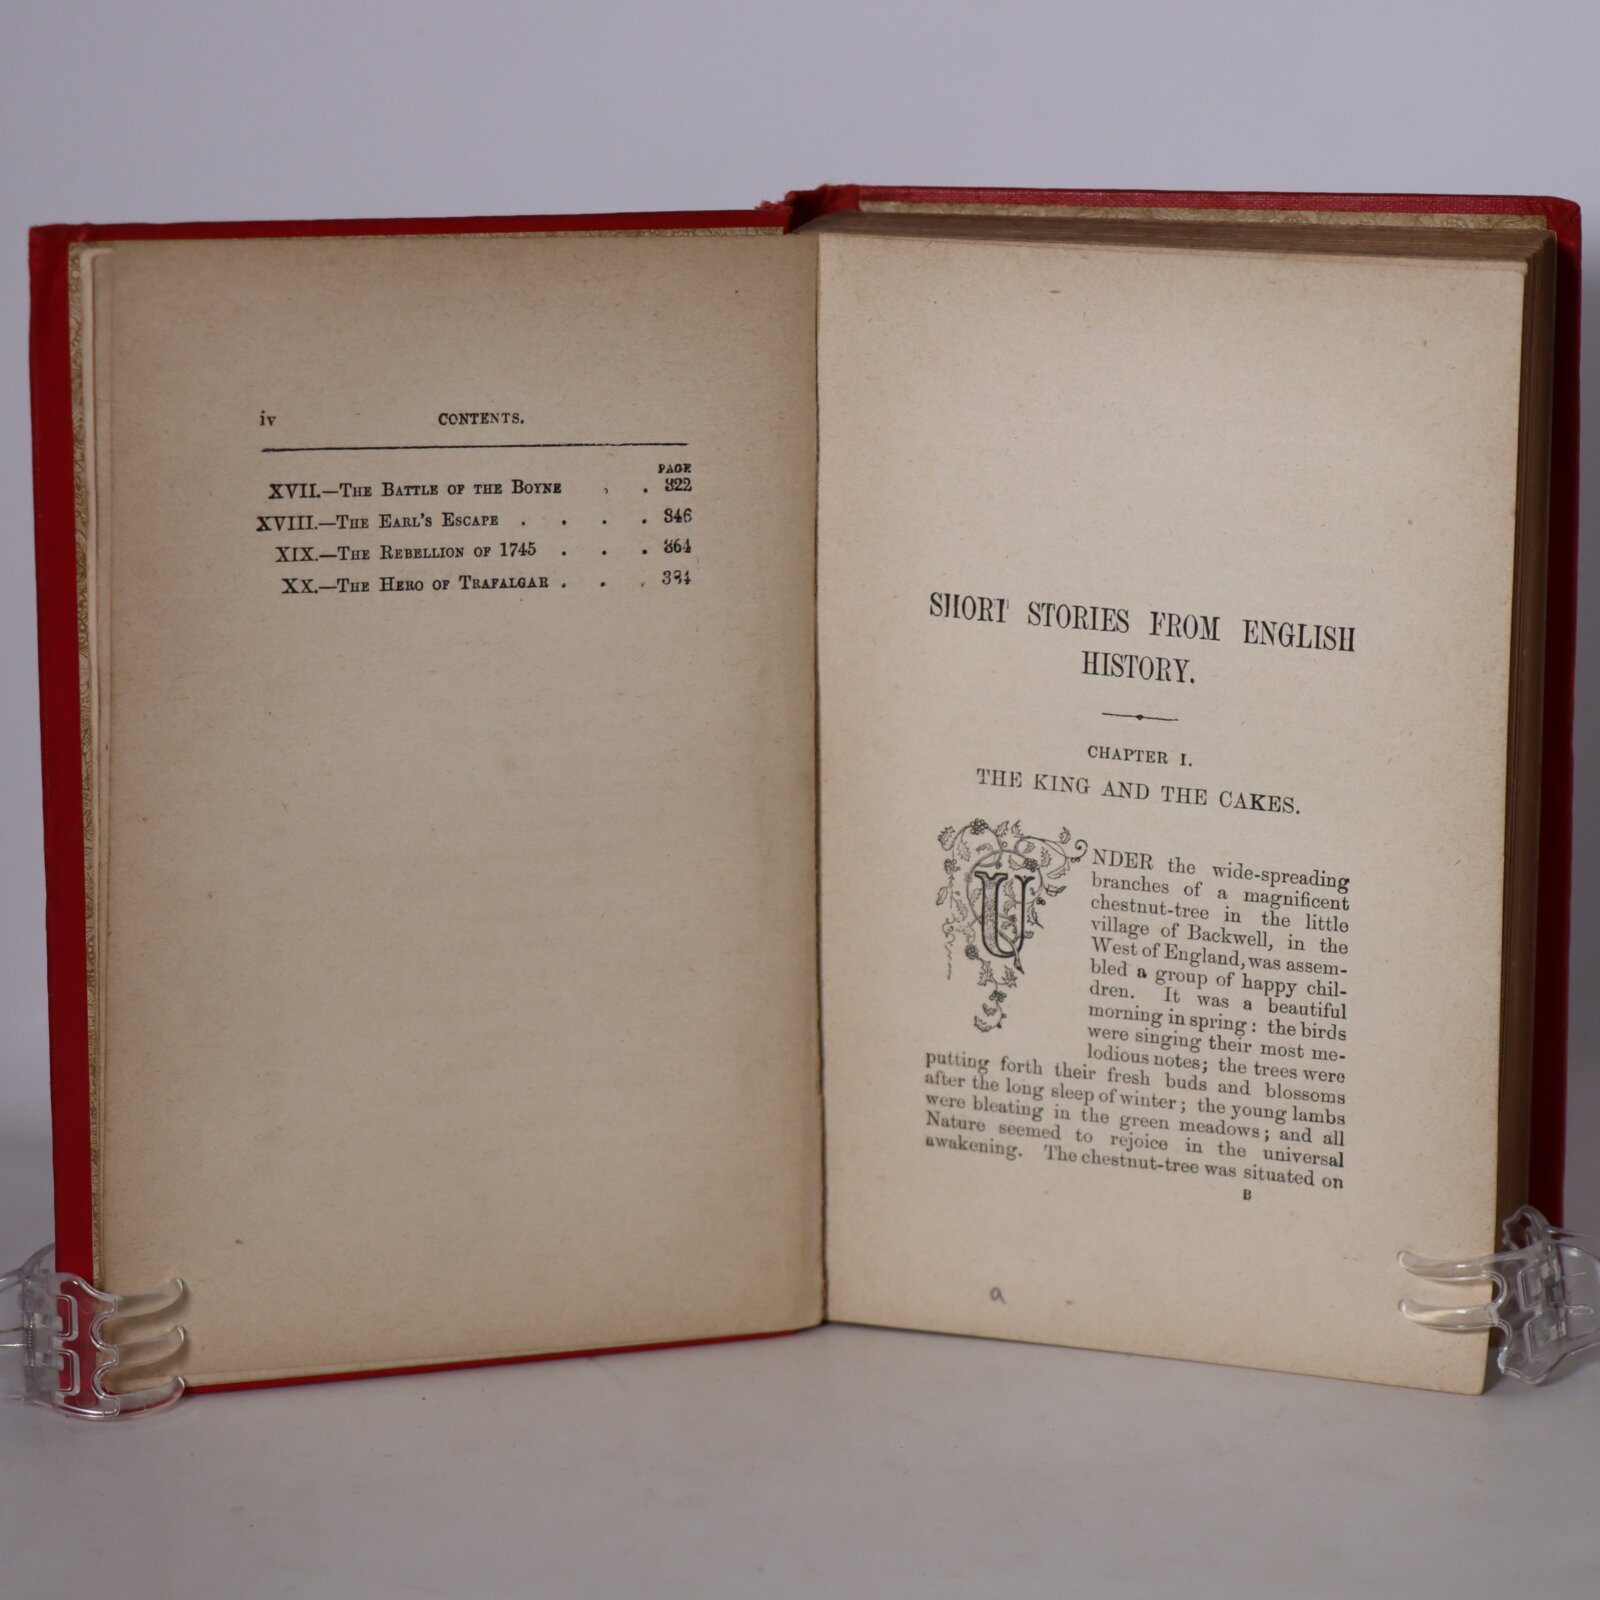 iv CONTENTS.
PAGE
XVII.—THE BATTLE OF THE BOYNE . . 322
XVIII.—THE EARL'S ESCAPE . . . . 346
XIX.—THE REBELLION OF 1745 . . . 364
XX.—THE HERO OF TRAFALGAR . . . 384
SHORT STORIES FROM ENGLISH
HISTORY.
CHAPTER I.
THE KING AND THE CAKES.
UNDER the wide-spreading
branches of a magnificent
chestnut-tree in the little
village of Backwell, in the
West of England, was assem-
bled a group of happy chil-
dren. It was a beautiful
morning in spring: the birds
were singing their most me-
lodious notes; the trees were
putting forth their fresh buds and blossoms
after the long sleep of winter; the young lambs
were bleating in the green meadows; and all
Nature seemed to rejoice in the universal
awakening. The chestnut-tree was situated on
B
a